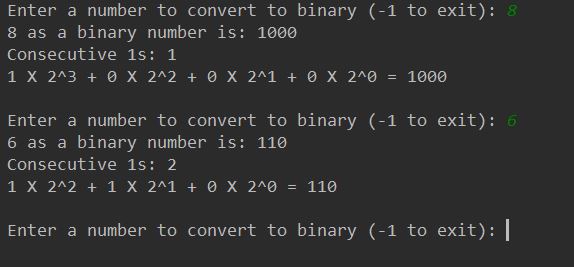 Enter a number to convert to binary (-1 to exit): 8
8 as a binary number is: 1000
Consecutive 1s: 1
1 X 2^3 + 0 X 2^2 + 0 X 2^1 + 0 X 2^0 = 1000
Enter a number to convert to binary (-1 to exit): 6
6 as a binary number is: 110
Consecutive 1s: 2
1 X 2^2 + 1 X 2^1 + 0 X 2^0 = 110
Enter a number to convert to binary (-1 to exit):